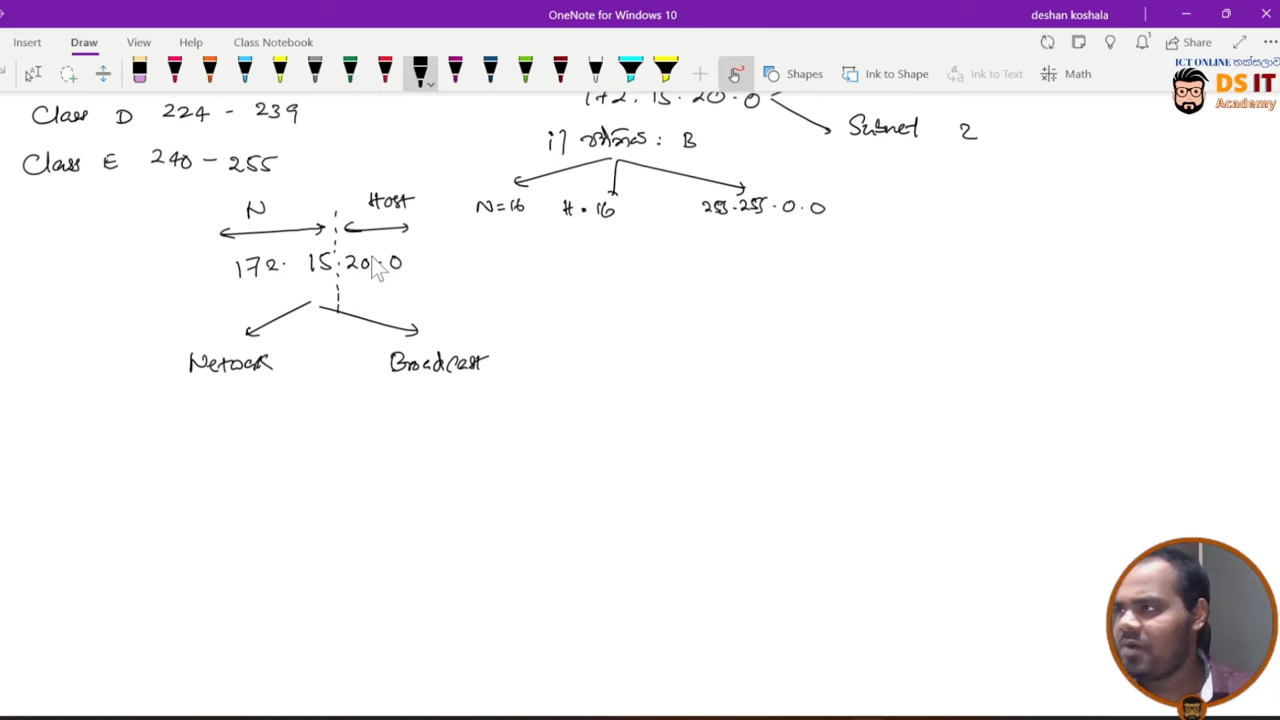 OneNote for Windows 10
deshan koshala
Insert
Draw
View
Help
Class Notebook
Share
Shapes
Ink to Shape
Ink to Text
Math
ICT ONLINE තක්සලාව
DS IT
Academy
Class D 224 - 239
Class E 240 - 255
172. 15. 20. 0
Subnet 2
i) : B
N = 16
H = 16
255.255.0.0
N
Host
172. 15. 20. 0
Network
Broadcast